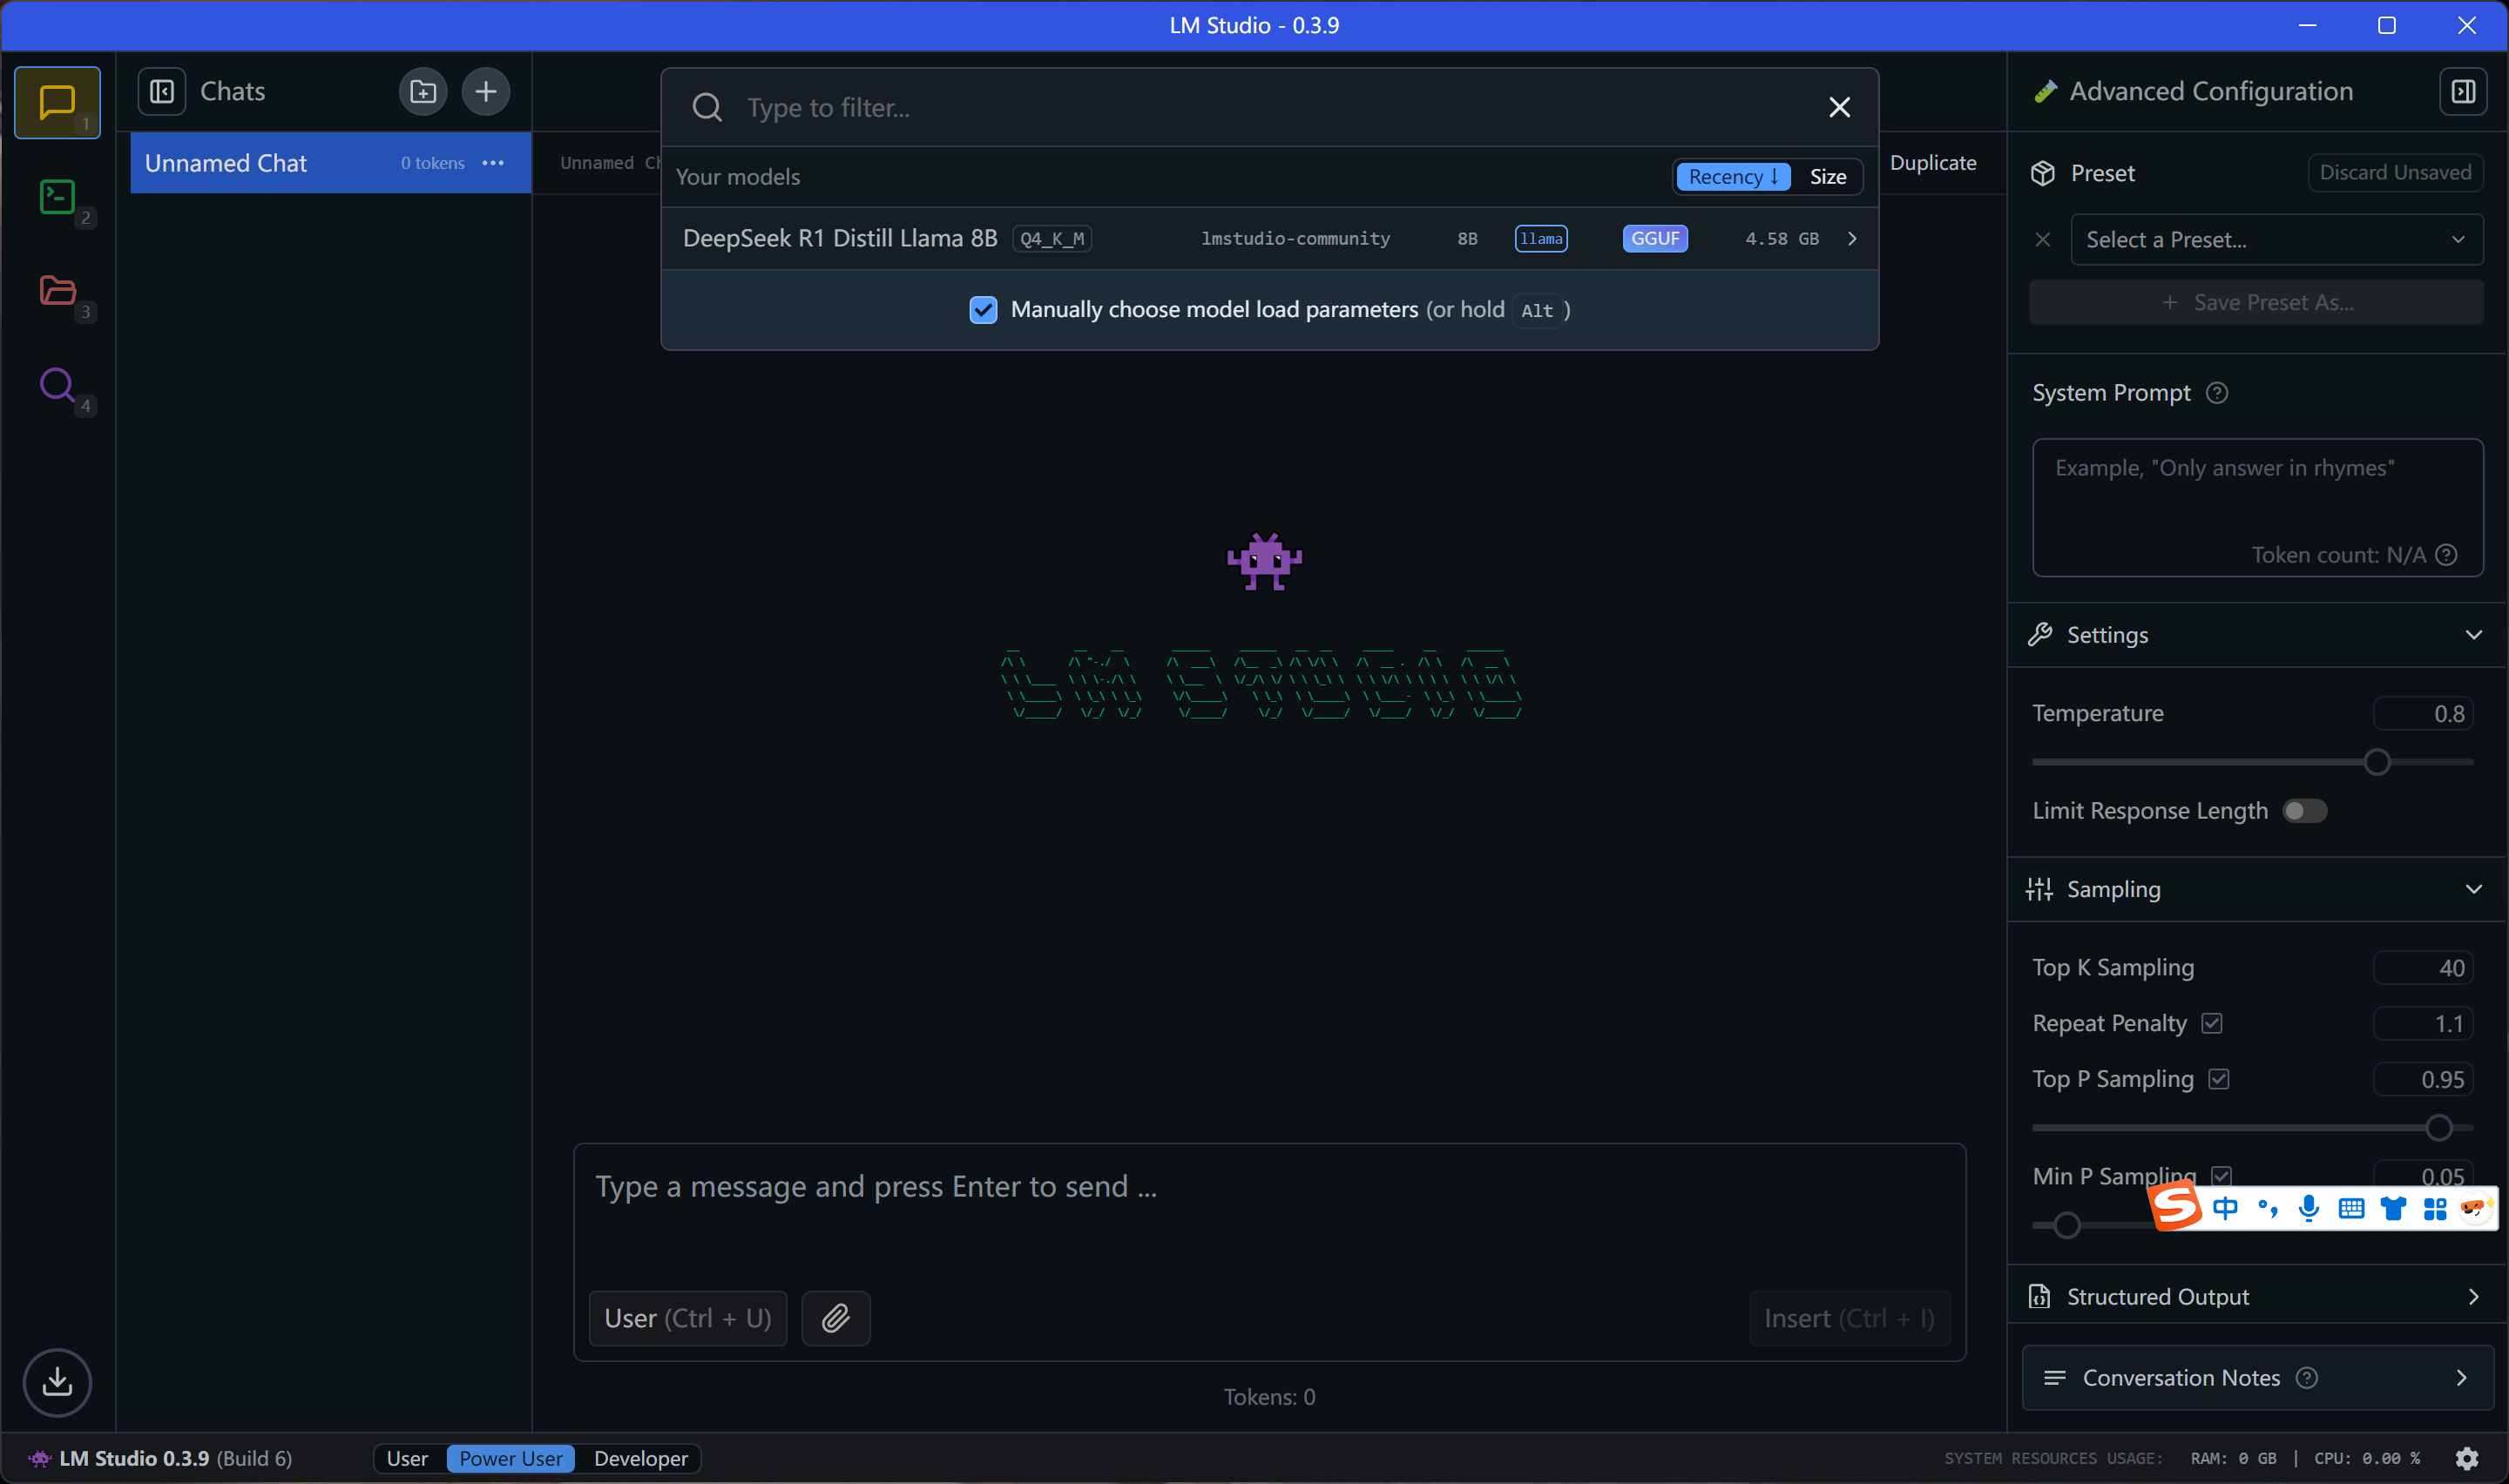 LM Studio - 0.3.9
1
2
3
4
Chats
Unnamed Chat
0 tokens
Unnamed Ch
Type to filter...
Your models
Recency ↓
Size
DeepSeek R1 Distill Llama 8B
Q4_K_M
lmstudio-community
8B
llama
GGUF
4.58 GB
Manually choose model load parameters (or hold Alt )
Duplicate
LM STUDIO
Type a message and press Enter to send ...
User (Ctrl + U)
Insert (Ctrl + I)
Tokens: 0
Advanced Configuration
Preset
Discard Unsaved
Select a Preset...
+ Save Preset As...
System Prompt
Example, "Only answer in rhymes"
Token count: N/A
Settings
Temperature
0.8
Limit Response Length
Sampling
Top K Sampling
40
Repeat Penalty
1.1
Top P Sampling
0.95
Min P Sampling
0.05
S 中
Structured Output
Conversation Notes
LM Studio 0.3.9 (Build 6)
User
Power User
Developer
SYSTEM RESOURCES USAGE: RAM: 0 GB | CPU: 0.00 %